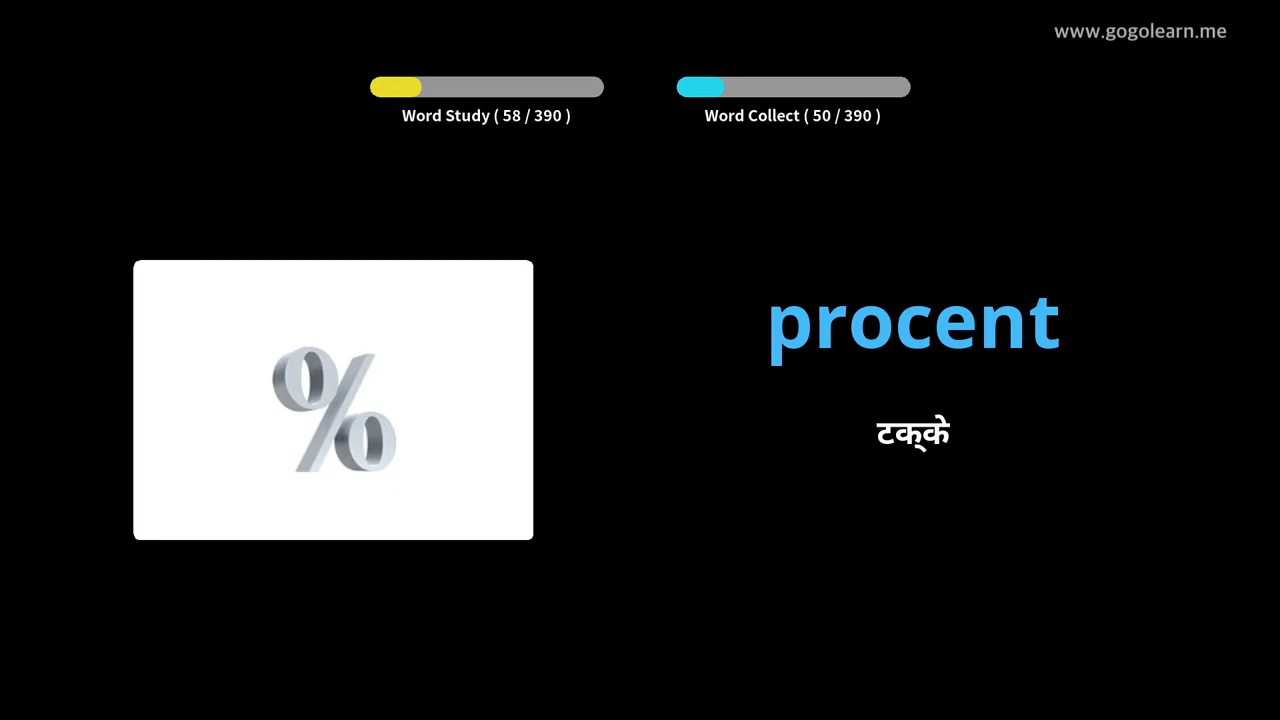 www.gogolearn.me
Word Study ( 58 / 390 )
Word Collect ( 50 / 390 )
%
procent
टक्के